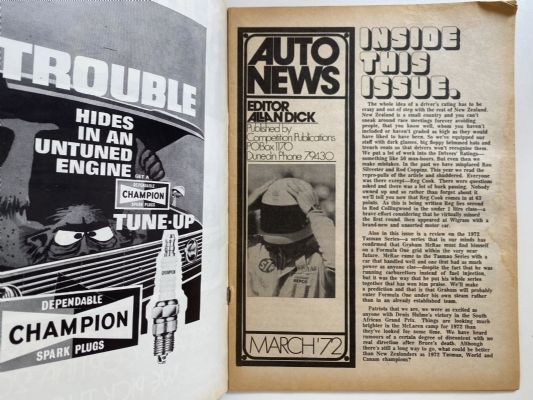 TROUBLE
HIDES
IN AN
UNTUNED
ENGINE
GET A
DEPENDABLE
CHAMPION
SPARK PLUGS
TUNE-UP
CHAMPION
DEPENDABLE
CHAMPION
SPARK PLUGS
AUTO
NEWS
EDITOR
ALLAN DICK
Published by
Competition Publications
P.O.Box 1170
Dunedin Phone 79.430
MARCH '72
INSIDE
THIS
ISSUE.
The whole idea of a driver's rating has to be
crazy and out of step with the rest of New Zealand.
New Zealand is a small country and you can't
sneak around race meetings forever avoiding
people, that you know well, whom you haven't
included or haven't graded as high as they would
have liked to have been. So we've equipped our
staff with dark glasses, big floppy brimmed hats and
trench coats so that drivers won't recognise them.
We put a lot of work into the Drivers' Ratings—
something like 50 man-hours. But even then we
make mistakes. In the past we have misplaced Ron
Silvester and Rod Coppins. This year we read the
repro-pulls of the article and shuddered. Everyone
was there except—Reg Cook. There were questions
asked and there was a lot of buck passing. Nobody
owned up so rather than forget about it
we'll tell you now that Reg Cook comes in at 43
points. As this is being written Reg lies second
to Rod Collingwood in the under 2 litre class—a
brave effort considering that he virtually missed
the first round, then appeared at Wigram with a
brand-new and unsorted motor car.
Also in this issue is a review on the 1972
Tasman Series—a series that in our minds has
confirmed that Graham McRae must find himself
on a Formula One grid within the very near
future. McRae came to the Tasman Series with a
car that handled well and one that had as much
power as anyone else—despite the fact that he was
running carburettors instead of fuel injection,
but it was the way that he put his whole series
together that has won him praise. We'll make
a prediction and that is that Graham will probably
enter Formula One under his own steam rather
than in an already established team.
Patriots that we are, we were as excited as
anyone with Denis Hulme's victory in the South
African Grand Prix. Things are looking much
brighter in the McLaren camp for 1972 than
they've looked for some time. We have heard
rumours of a certain degree of discontent with no
real direction after Bruce's death. Although
there's still a long way to go, what could be better
than New Zealanders as 1972 Tasman, World and
Canam champions?